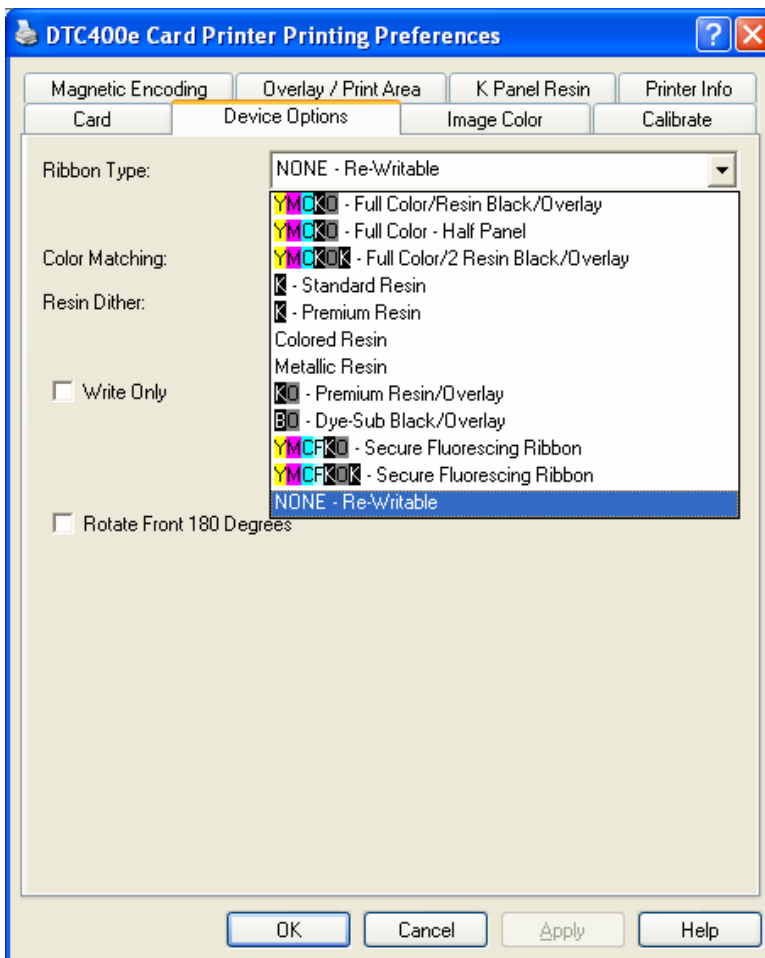 DTC400e Card Printer Printing Preferences
Magnetic Encoding Overlay / Print Area K Panel Resin Printer Info
Card Device Options Image Color Calibrate
Ribbon Type: NONE - Re-Writable
YMCKO - Full Color/Resin Black/Overlay
YMCKO - Full Color - Half Panel
Color Matching: YMCKOK - Full Color/2 Resin Black/Overlay
K - Standard Resin
Resin Dither: K - Premium Resin
Colored Resin
Metallic Resin
Write Only KO - Premium Resin/Overlay
BO - Dye-Sub Black/Overlay
YMCFKO - Secure Fluorescing Ribbon
YMCFKOK - Secure Fluorescing Ribbon
NONE - Re-Writable
Rotate Front 180 Degrees
OK Cancel Apply Help